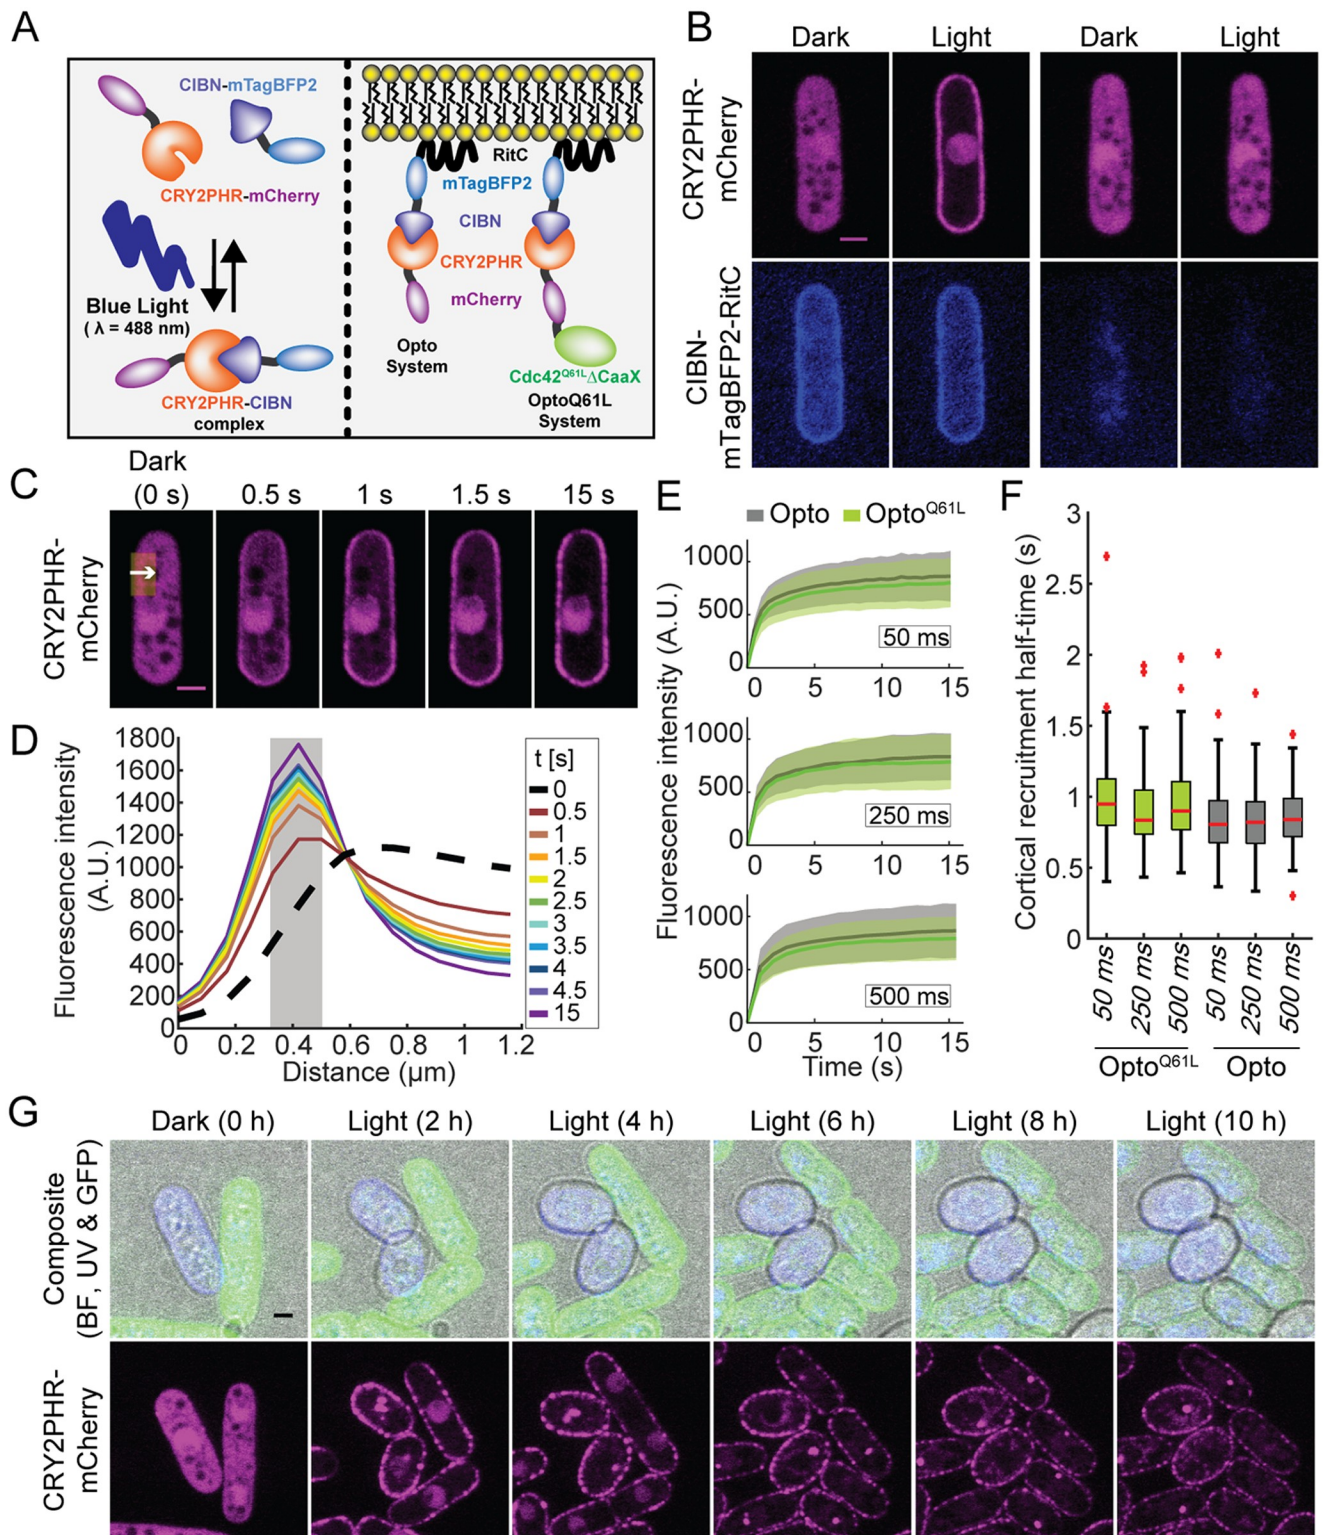 A
CIBN-mTagBFP2
CRY2PHR-mCherry
Blue Light
( λ = 488 nm)
CRY2PHR-CIBN
complex
RitC
mTagBFP2
CIBN
CRY2PHR
mCherry
Opto
System
Cdc42Q61LΔCaaX
OptoQ61L
System
B
Dark Light Dark Light
CRY2PHR-
mCherry
CIBN-
mTagBFP2-RitC
C
Dark
(0 s) 0.5 s 1 s 1.5 s 15 s
CRY2PHR-
mCherry
D
Fluorescence intensity
(A.U.)
1800
1600
1400
1200
1000
800
600
400
200
0
0 0.2 0.4 0.6 0.8 1 1.2
Distance (µm)
t [s]
0
0.5
1
1.5
2
2.5
3
3.5
4
4.5
15
E
Opto OptoQ61L
Fluorescence intensity (A.U.)
1000
500
0
50 ms
0 5 10 15
1000
500
0
250 ms
0 5 10 15
1000
500
0
500 ms
0 5 10 15
Time (s)
F
Cortical recruitment half-time (s)
3
2.5
2
1.5
1
0.5
0
50 ms 250 ms 500 ms 50 ms 250 ms 500 ms
OptoQ61L Opto
G
Dark (0 h) Light (2 h) Light (4 h) Light (6 h) Light (8 h) Light (10 h)
Composite
(BF, UV & GFP)
CRY2PHR-
mCherry